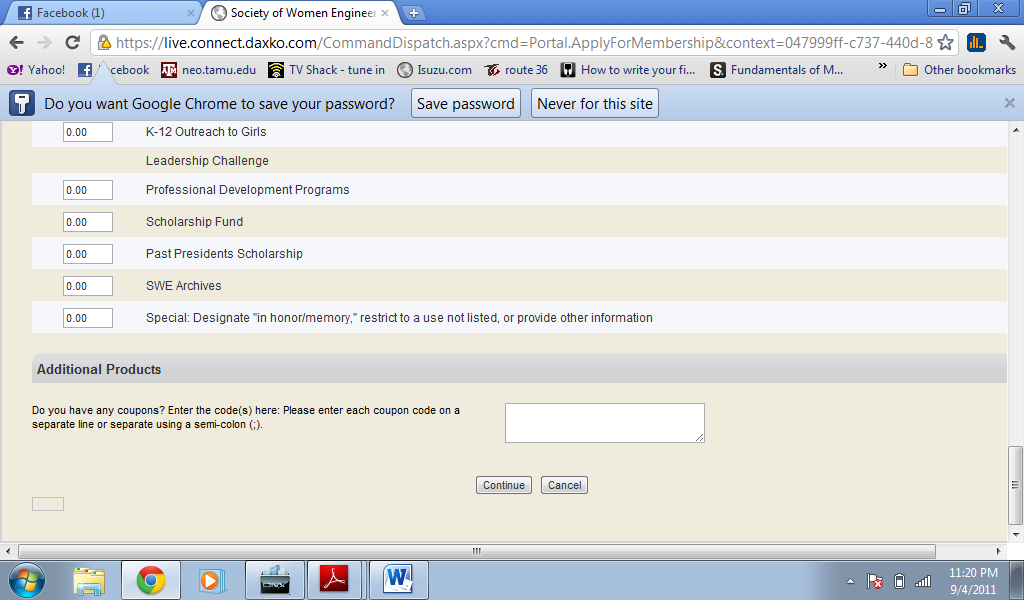 Facebook (1)
Society of Women Engineer
https://live.connect.daxko.com/CommandDispatch.aspx?cmd=Portal.ApplyForMembership&context=047999ff-c737-440d-8
Yahoo!
cebook
neo.tamu.edu
TV Shack - tune in
Isuzu.com
route 36
How to write your fi...
Fundamentals of M...
»
Other bookmarks
Do you want Google Chrome to save your password?
Save password
Never for this site
0.00 K-12 Outreach to Girls
Leadership Challenge
0.00 Professional Development Programs
0.00 Scholarship Fund
0.00 Past Presidents Scholarship
0.00 SWE Archives
0.00 Special: Designate "in honor/memory," restrict to a use not listed, or provide other information
Additional Products
Do you have any coupons? Enter the code(s) here: Please enter each coupon code on a
separate line or separate using a semi-colon (;).
Continue
Cancel
DIVX
11:20 PM
9/4/2011